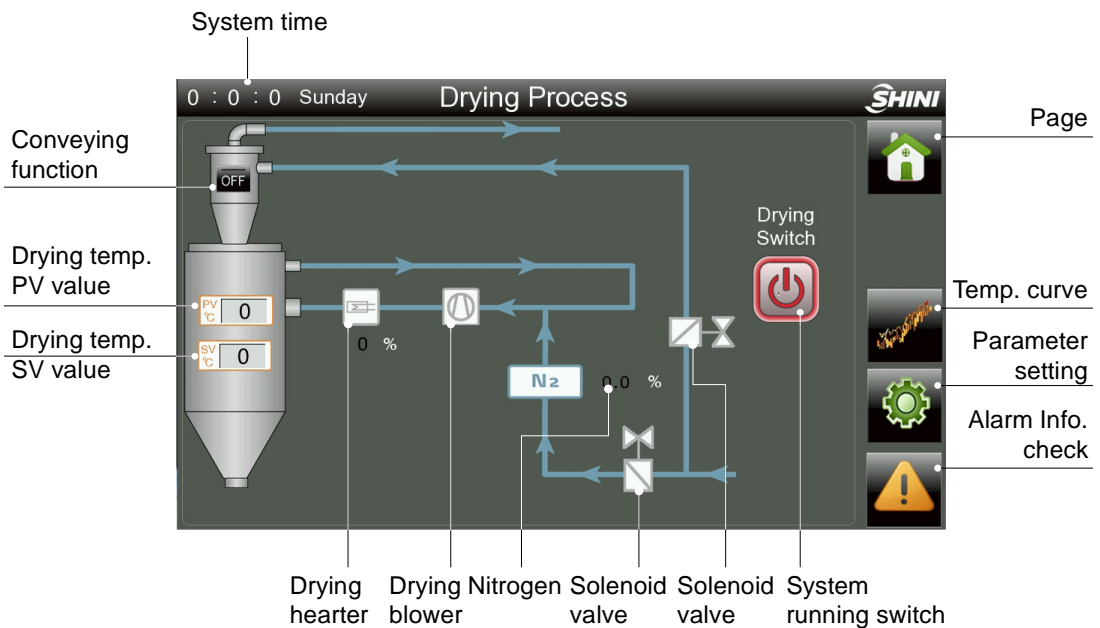 System time
0 : 0 : 0 Sunday
Drying Process
SHINI
Page
Conveying
function
OFF
Drying
Switch
Drying temp.
PV value
PV
℃
0
Temp. curve
Drying temp.
SV value
SV
℃
0
0 %
Parameter
setting
N2
0.0 %
Alarm Info.
check
Drying
hearter
Drying
blower
Nitrogen
Solenoid
valve
Solenoid
valve
System
running switch